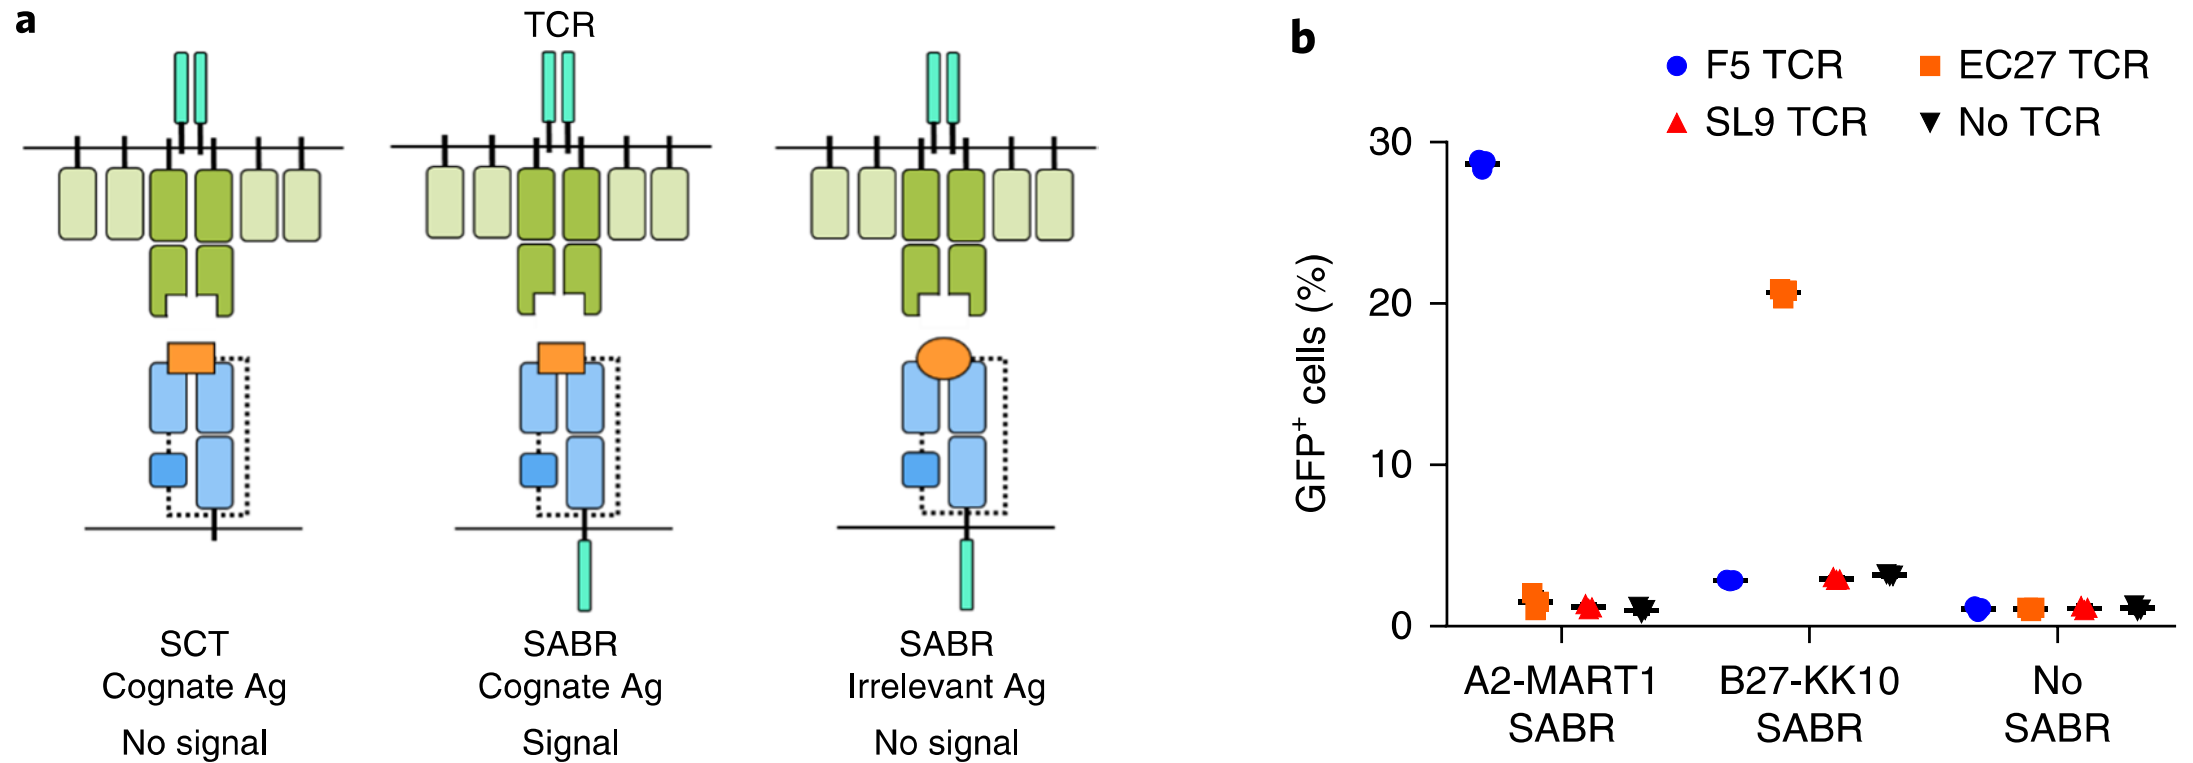 a
TCR
SCT
Cognate Ag
No signal
SABR
Cognate Ag
Signal
SABR
Irrelevant Ag
No signal
b
F5 TCR
EC27 TCR
SL9 TCR
No TCR
GFP+ cells (%)
30
20
10
0
A2-MART1
SABR
B27-KK10
SABR
No
SABR